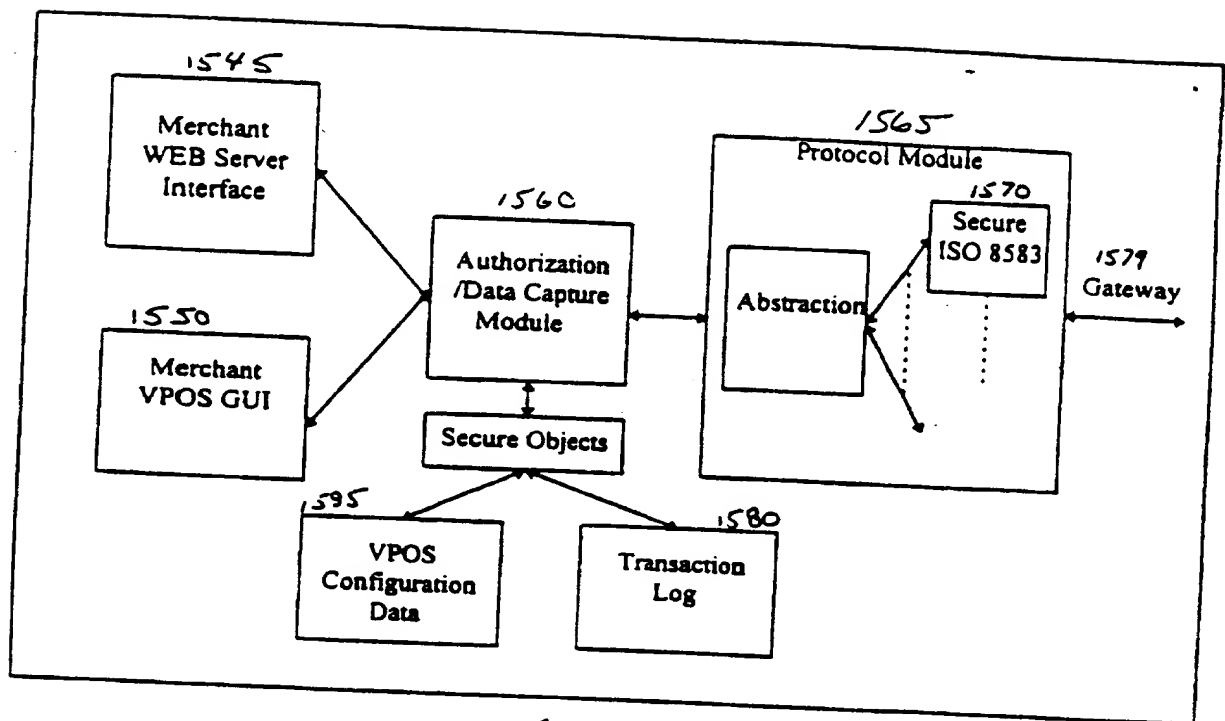 1545
Merchant
WEB Server
Interface
1550
Merchant
VPOS GUI
1560
Authorization
/Data Capture
Module
Secure Objects
1595
VPOS
Configuration
Data
1580
Transaction
Log
1565
Protocol Module
Abstraction
1570
Secure
ISO 8583
1579
Gateway